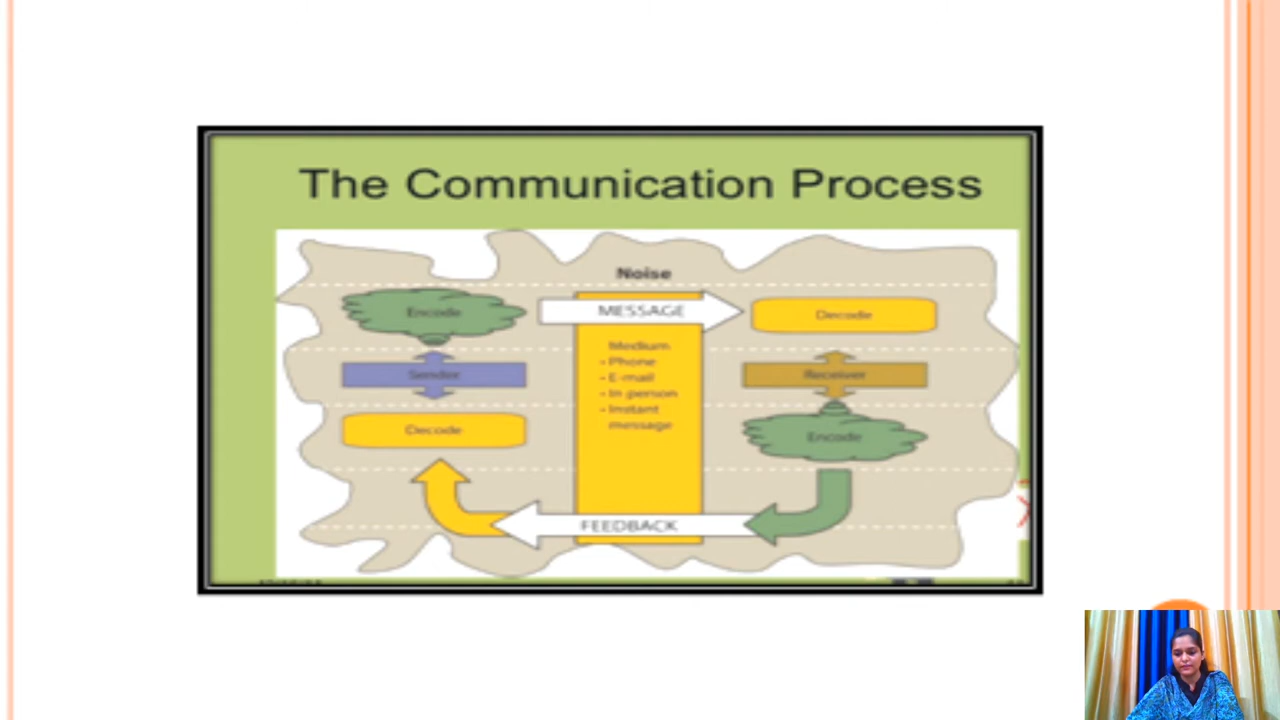 The Communication Process
Noise
Encode
MESSAGE
Decode
Medium
- Phone
- E-mail
- In person
- Instant
message
Sender
Receiver
Decode
Encode
FEEDBACK